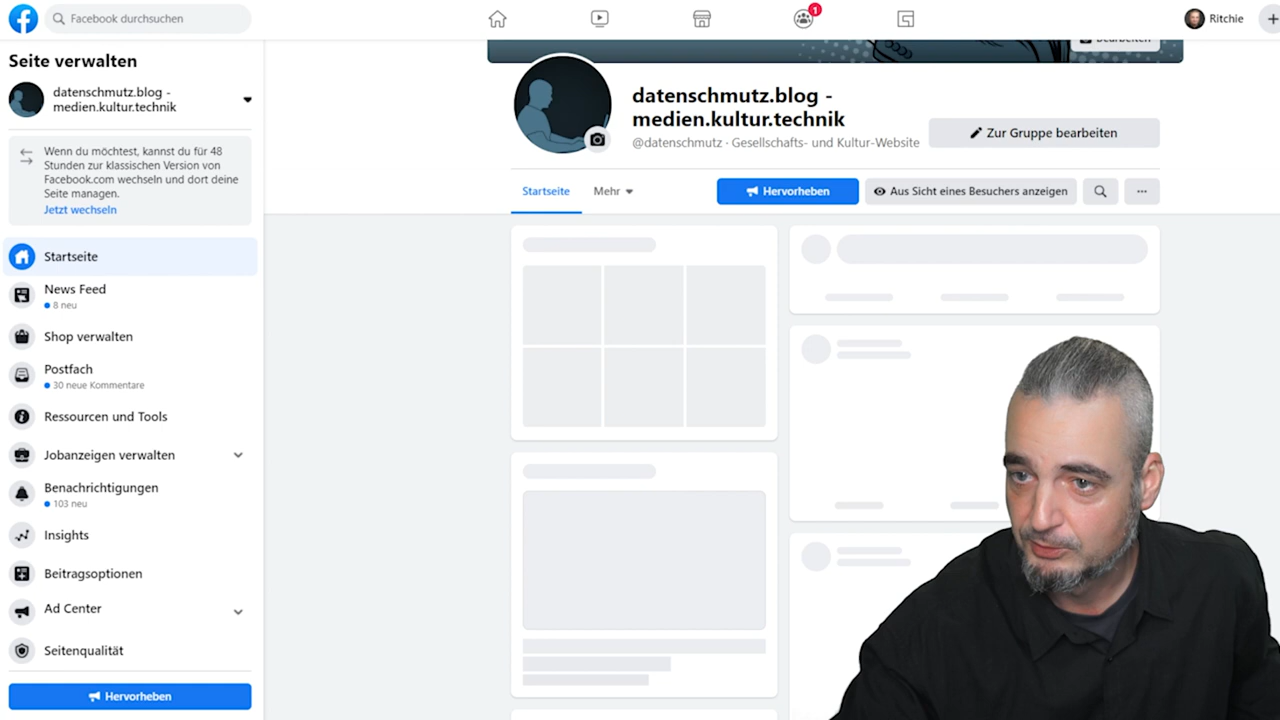 Facebook durchsuchen
1
Ritchie
Seite verwalten
datenschmutz.blog -
medien.kultur.technik
Wenn du möchtest, kannst du für 48
Stunden zur klassischen Version von
Facebook.com wechseln und dort deine
Seite managen.
Jetzt wechseln
Startseite
News Feed
8 neu
Shop verwalten
Postfach
30 neue Kommentare
Ressourcen und Tools
Jobanzeigen verwalten
Benachrichtigungen
103 neu
Insights
Beitragsoptionen
Ad Center
Seitenqualität
Hervorheben
Bearbeiten
datenschmutz.blog -
medien.kultur.technik
@datenschmutz · Gesellschafts- und Kultur-Website
Zur Gruppe bearbeiten
Startseite
Mehr
Hervorheben
Aus Sicht eines Besuchers anzeigen